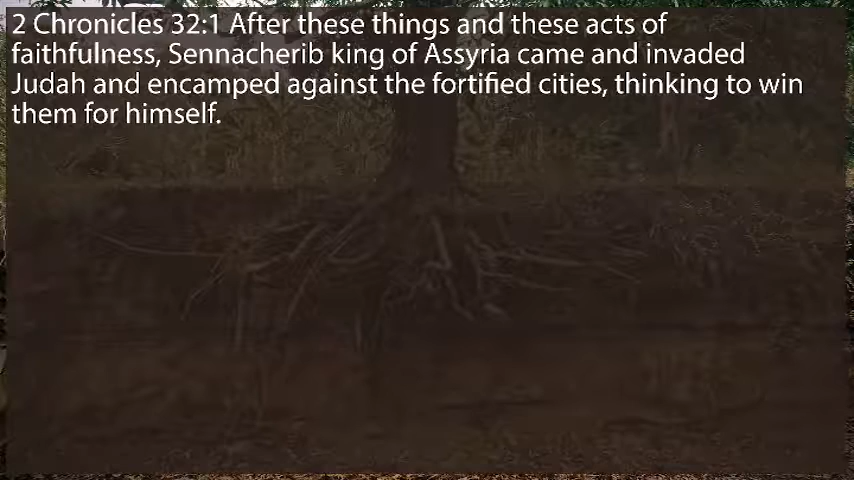 2 Chronicles 32:1 After these things and these acts of
faithfulness, Sennacherib king of Assyria came and invaded
Judah and encamped against the fortified cities, thinking to win
them for himself.